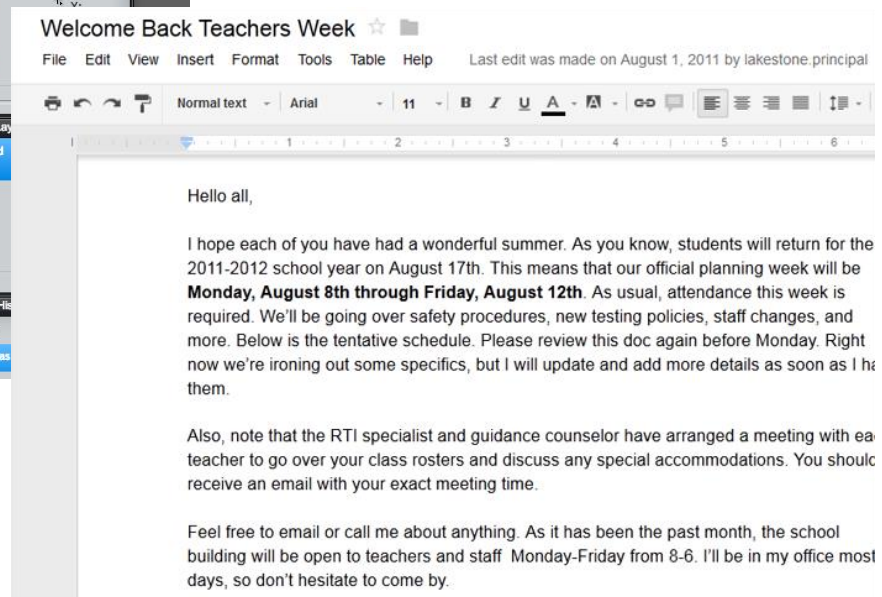 Welcome Back Teachers Week
File Edit View Insert Format Tools Table Help Last edit was made on August 1, 2011 by lakestone.principal
Normal text Arial 11 B I U A A
1 2 3 4 5 6
Hello all,
I hope each of you have had a wonderful summer. As you know, students will return for the
2011-2012 school year on August 17th. This means that our official planning week will be
Monday, August 8th through Friday, August 12th. As usual, attendance this week is
required. We'll be going over safety procedures, new testing policies, staff changes, and
more. Below is the tentative schedule. Please review this doc again before Monday. Right
now we're ironing out some specifics, but I will update and add more details as soon as I
them.
Also, note that the RTI specialist and guidance counselor have arranged a meeting with
teacher to go over your class rosters and discuss any special accommodations. You should
receive an email with your exact meeting time.
Feel free to email or call me about anything. As it has been the past month, the school
building will be open to teachers and staff Monday-Friday from 8-6. I'll be in my office most
days, so don't hesitate to come by.